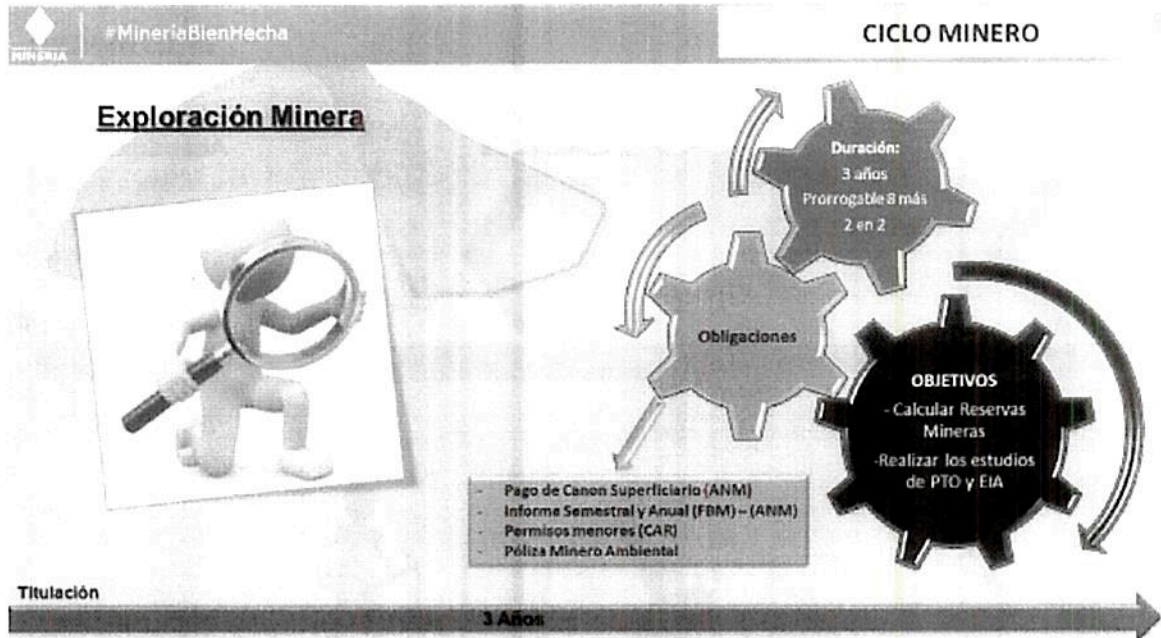 MINERIA
#MineríaBienHecha
CICLO MINERO
Exploración Minera
Duración:
3 años
Prorrogable 8 más
2 en 2
Obligaciones
OBJETIVOS
- Calcular Reservas
Mineras
-Realizar los estudios
de PTO y EIA
- Pago de Canon Superficiario (ANM)
- Informe Semestral y Anual (FBM) – (ANM)
- Permisos menores (CAR)
- Póliza Minero Ambiental
Titulación
3 Años